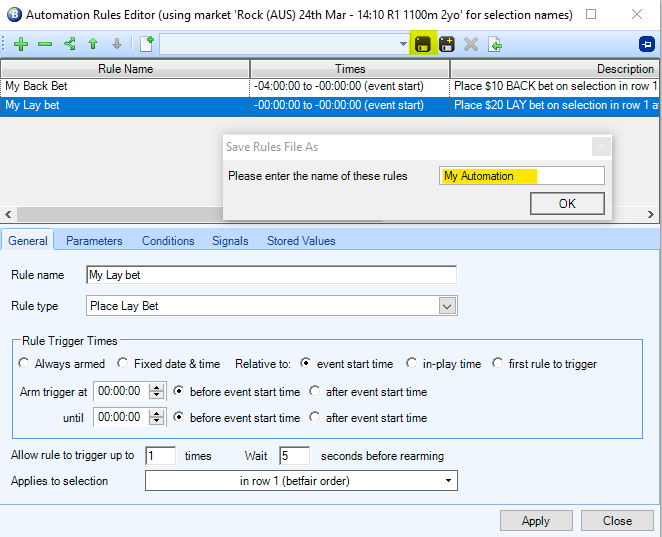 Automation Rules Editor (using market 'Rock (AUS) 24th Mar - 14:10 R1 1100m 2yo' for selection names)
Rule Name Times Description
My Back Bet -04:00:00 to -00:00:00 (event start) Place $10 BACK bet on selection in row 1
My Lay bet -00:00:00 to -00:00:00 (event start) Place $20 LAY bet on selection in row 1 a
Save Rules File As
Please enter the name of these rules My Automation
OK
General Parameters Conditions Signals Stored Values
Rule name My Lay bet
Rule type Place Lay Bet
Rule Trigger Times
Always armed Fixed date & time Relative to: event start time in-play time first rule to trigger
Arm trigger at 00:00:00 before event start time after event start time
until 00:00:00 before event start time after event start time
Allow rule to trigger up to 1 times Wait 5 seconds before rearming
Applies to selection in row 1 (betfair order)
Apply Close